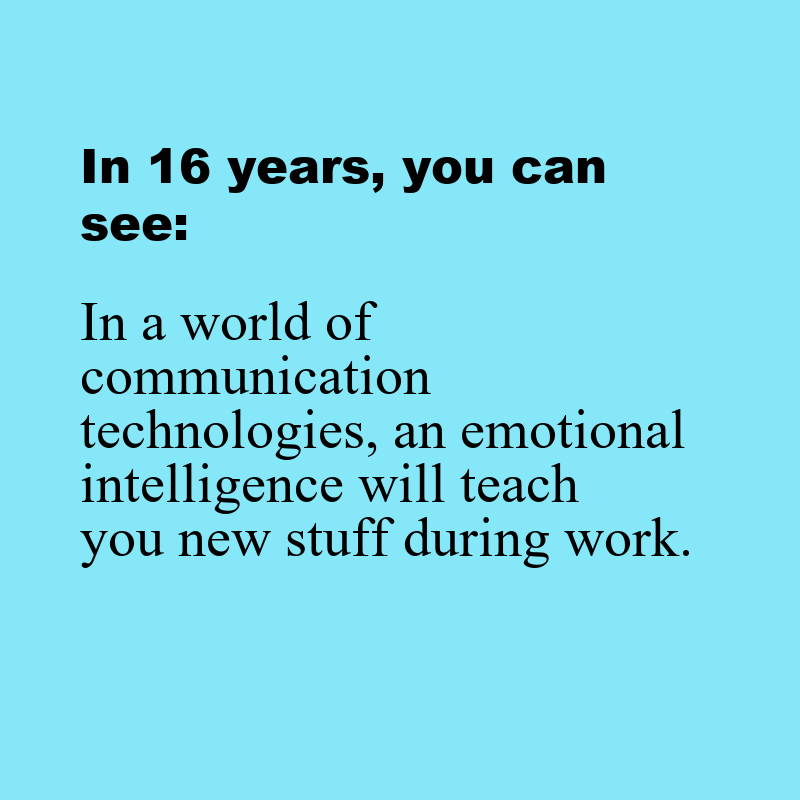 In 16 years, you can
see:
In a world of
communication
technologies, an emotional
intelligence will teach
you new stuff during work.